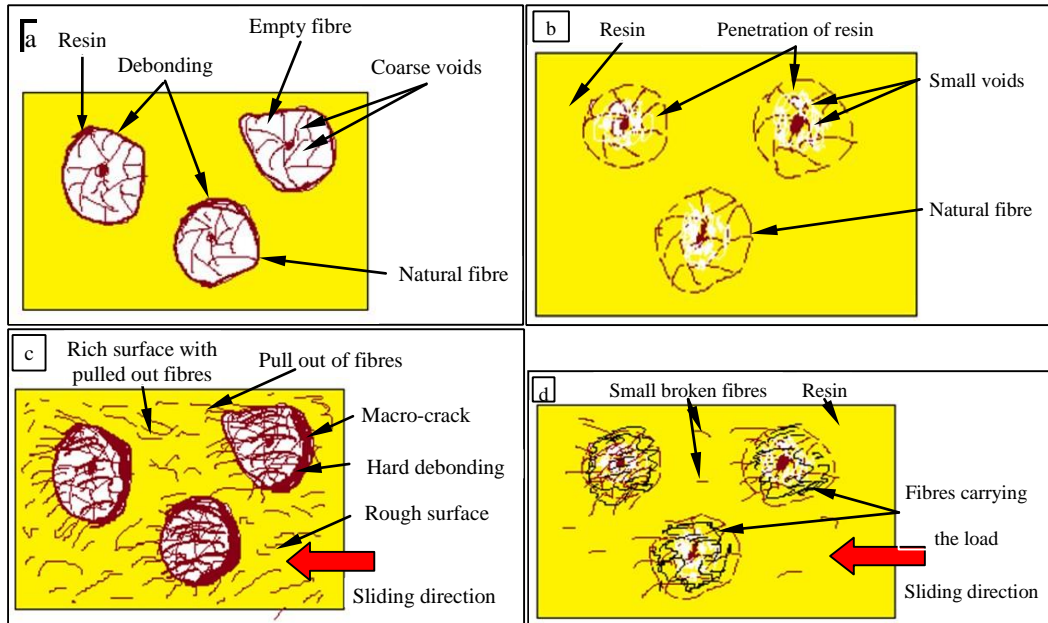 a
Empty fibre
Resin
Debonding
Coarse voids
Natural fibre
b
Resin
Penetration of resin
Small voids
Natural fibre
c
Rich surface with
pulled out fibres
Pull out of fibres
Macro-crack
Hard debonding
Rough surface
Sliding direction
d
Small broken fibres
Resin
Fibres carrying
the load
Sliding direction